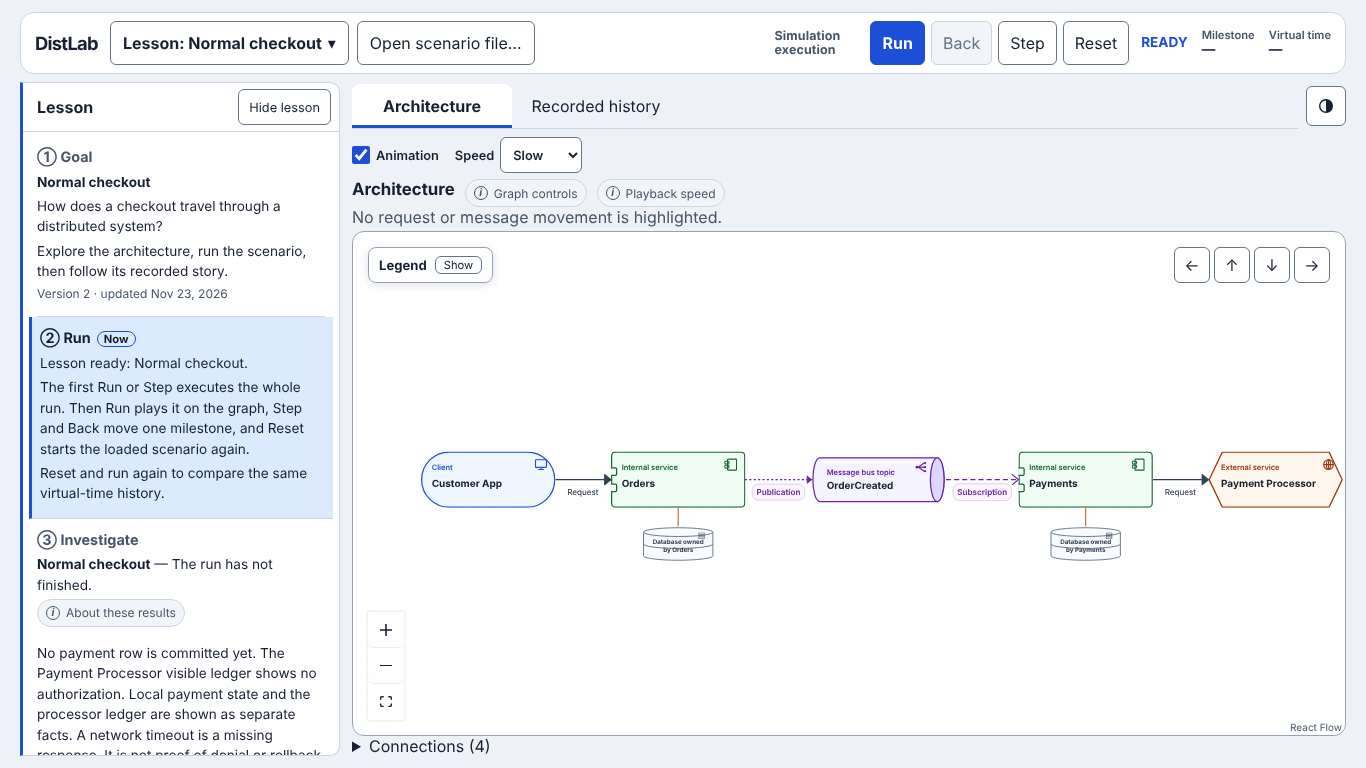 DistLab
Lesson: Normal checkout ▾
Open scenario file...
Simulation
execution
Run
Back
Step
Reset
READY
Milestone
—
Virtual time
—
Lesson
Hide lesson
① Goal
Normal checkout
How does a checkout travel through a
distributed system?
Explore the architecture, run the scenario,
then follow its recorded story.
Version 2 · updated Nov 23, 2026
② Run Now
Lesson ready: Normal checkout.
The first Run or Step executes the whole
run. Then Run plays it on the graph, Step
and Back move one milestone, and Reset
starts the loaded scenario again.
Reset and run again to compare the same
virtual-time history.
③ Investigate
Normal checkout — The run has not
finished.
About these results
No payment row is committed yet. The
Payment Processor visible ledger shows no
authorization. Local payment state and the
processor ledger are shown as separate
facts. A network timeout is a missing
response. It is not proof of denial or rollback
Architecture
Recorded history
Animation
Speed
Slow
Architecture
Graph controls
Playback speed
No request or message movement is highlighted.
Legend
Show
Client
Customer App
Request
Internal service
Orders
Database owned
by Orders
Publication
Message bus topic
OrderCreated
Subscription
Internal service
Payments
Database owned
by Payments
Request
External service
Payment Processor
React Flow
Connections (4)